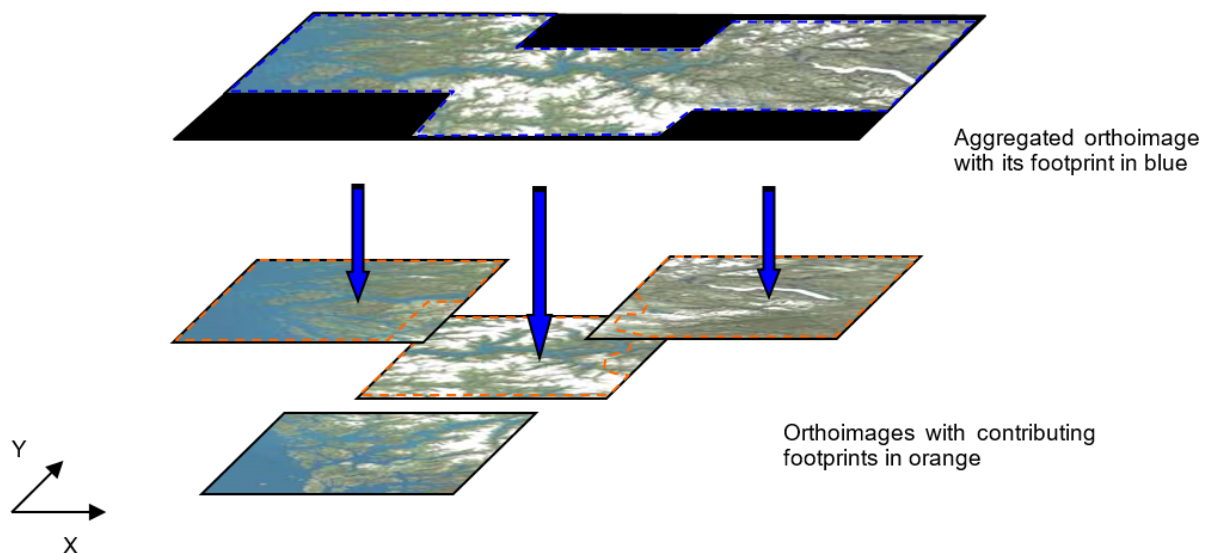 Aggregated orthoimage
with its footprint in blue
Orthoimages with contributing
footprints in orange
Y
X